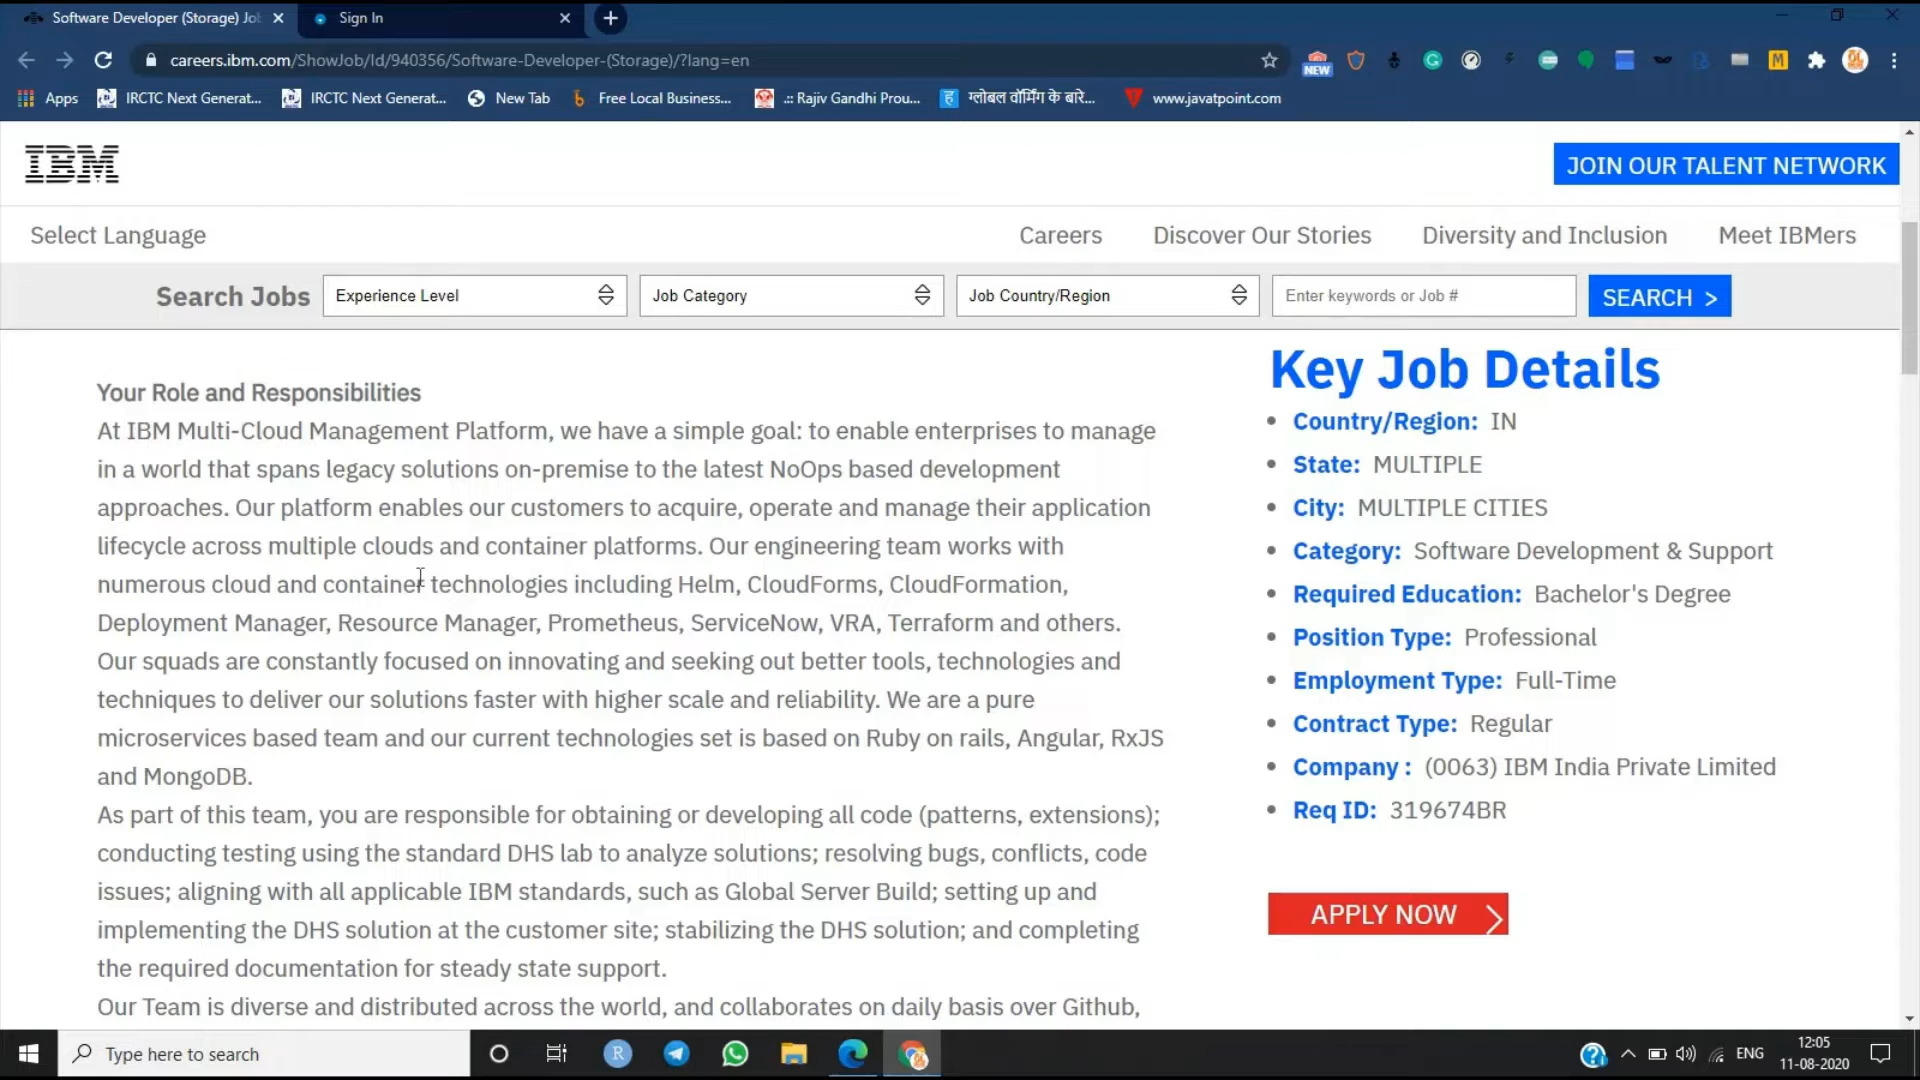 Software Developer (Storage) Jo
Sign In
careers.ibm.com/ShowJob/Id/940356/Software-Developer-(Storage)/?lang=en
NEW
M
Apps
IRCTC Next Generat...
IRCTC Next Generat...
New Tab
Free Local Business...
.:: Rajiv Gandhi Prou...
ग्लोबल वॉर्मिंग के बारे...
www.javatpoint.com
IBM
JOIN OUR TALENT NETWORK
Select Language
Careers
Discover Our Stories
Diversity and Inclusion
Meet IBMers
Search Jobs
Experience Level
Job Category
Job Country/Region
Enter keywords or Job #
SEARCH >
Your Role and Responsibilities
At IBM Multi-Cloud Management Platform, we have a simple goal: to enable enterprises to manage
in a world that spans legacy solutions on-premise to the latest NoOps based development
approaches. Our platform enables our customers to acquire, operate and manage their application
lifecycle across multiple clouds and container platforms. Our engineering team works with
numerous cloud and container technologies including Helm, CloudForms, CloudFormation,
Deployment Manager, Resource Manager, Prometheus, ServiceNow, VRA, Terraform and others.
Our squads are constantly focused on innovating and seeking out better tools, technologies and
techniques to deliver our solutions faster with higher scale and reliability. We are a pure
microservices based team and our current technologies set is based on Ruby on rails, Angular, RxJS
and MongoDB.
As part of this team, you are responsible for obtaining or developing all code (patterns, extensions);
conducting testing using the standard DHS lab to analyze solutions; resolving bugs, conflicts, code
issues; aligning with all applicable IBM standards, such as Global Server Build; setting up and
implementing the DHS solution at the customer site; stabilizing the DHS solution; and completing
the required documentation for steady state support.
Our Team is diverse and distributed across the world, and collaborates on daily basis over Github,
Key Job Details
Country/Region: IN
State: MULTIPLE
City: MULTIPLE CITIES
Category: Software Development & Support
Required Education: Bachelor's Degree
Position Type: Professional
Employment Type: Full-Time
Contract Type: Regular
Company : (0063) IBM India Private Limited
Req ID: 319674BR
APPLY NOW
Type here to search
R
ENG
12:05
11-08-2020